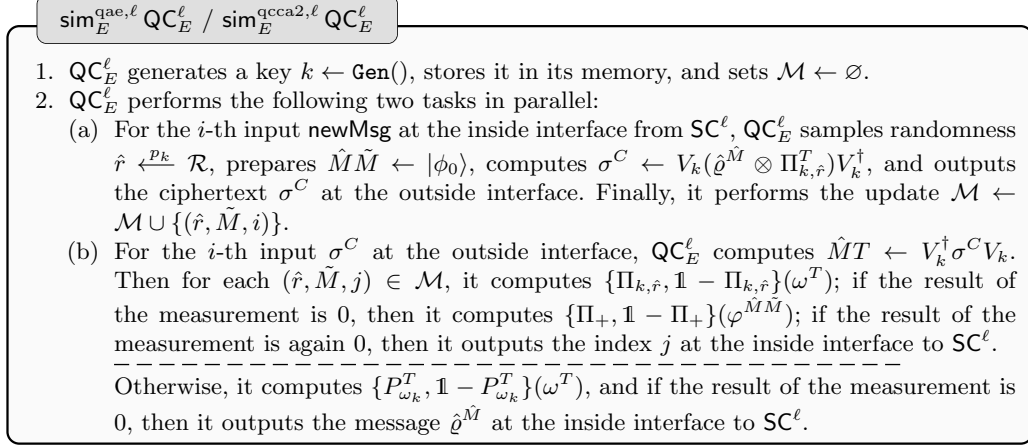 sim_E^{qae,ℓ} QC_E^ℓ / sim_E^{qcca2,ℓ} QC_E^ℓ
1. QC_E^ℓ generates a key k ← Gen(), stores it in its memory, and sets ℳ ← ∅.
2. QC_E^ℓ performs the following two tasks in parallel:
(a) For the i-th input newMsg at the inside interface from SC^ℓ, QC_E^ℓ samples randomness
r̂ ←^{p_k} ℛ, prepares M̂M̃ ← |ϕ_0⟩, computes σ^C ← V_k(ϱ̂^{M̂} ⊗ Π_{k,r̂}^T)V_k^†, and outputs
the ciphertext σ^C at the outside interface. Finally, it performs the update ℳ ←
ℳ ∪ {(r̂, M̃, i)}.
(b) For the i-th input σ^C at the outside interface, QC_E^ℓ computes M̂T ← V_k^†σ^C V_k.
Then for each (r̂, M̃, j) ∈ ℳ, it computes {Π_{k,r̂}, 𝟙 − Π_{k,r̂}}(ω^T); if the result of
the measurement is 0, then it computes {Π_+, 𝟙 − Π_+}(φ^{M̂M̃}); if the result of the
measurement is again 0, then it outputs the index j at the inside interface to SC^ℓ.
Otherwise, it computes {P_{ω_k}^T, 𝟙 − P_{ω_k}^T}(ω^T), and if the result of the measurement is
0, then it outputs the message ϱ̂^{M̂} at the inside interface to SC^ℓ.